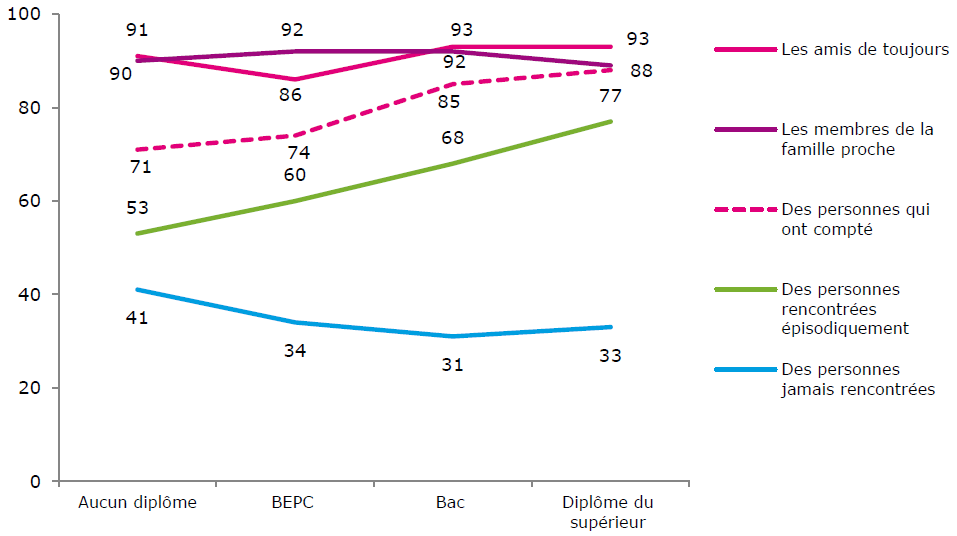 100
80
60
40
20
0
91
92
93
93
90
86
92
88
71
74
85
77
53
60
68
41
34
31
33
Aucun diplôme
BEPC
Bac
Diplôme du
supérieur
Les amis de toujours
Les membres de la
famille proche
Des personnes qui
ont compté
Des personnes
rencontrées
épisodiquement
Des personnes
jamais rencontrées